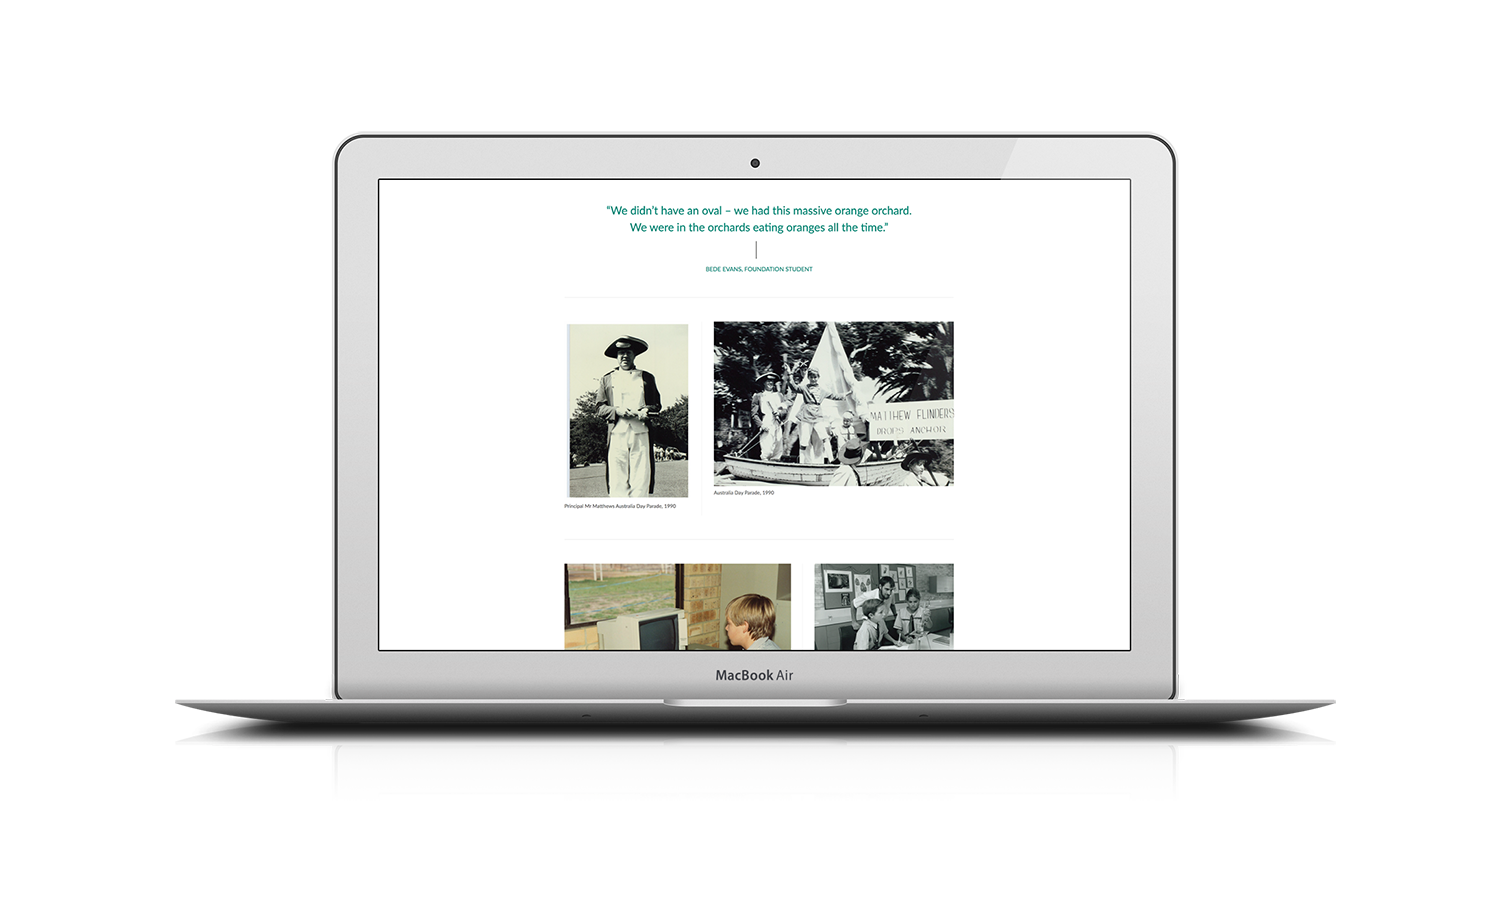 “We didn’t have an oval – we had this massive orange orchard.
We were in the orchards eating oranges all the time.”
BEDE EVANS, FOUNDATION STUDENT
MATTHEW FLINDERS
DROPS ANCHOR
Principal Mr Matthews Australia Day Parade, 1990
Australia Day Parade, 1990
MacBook Air